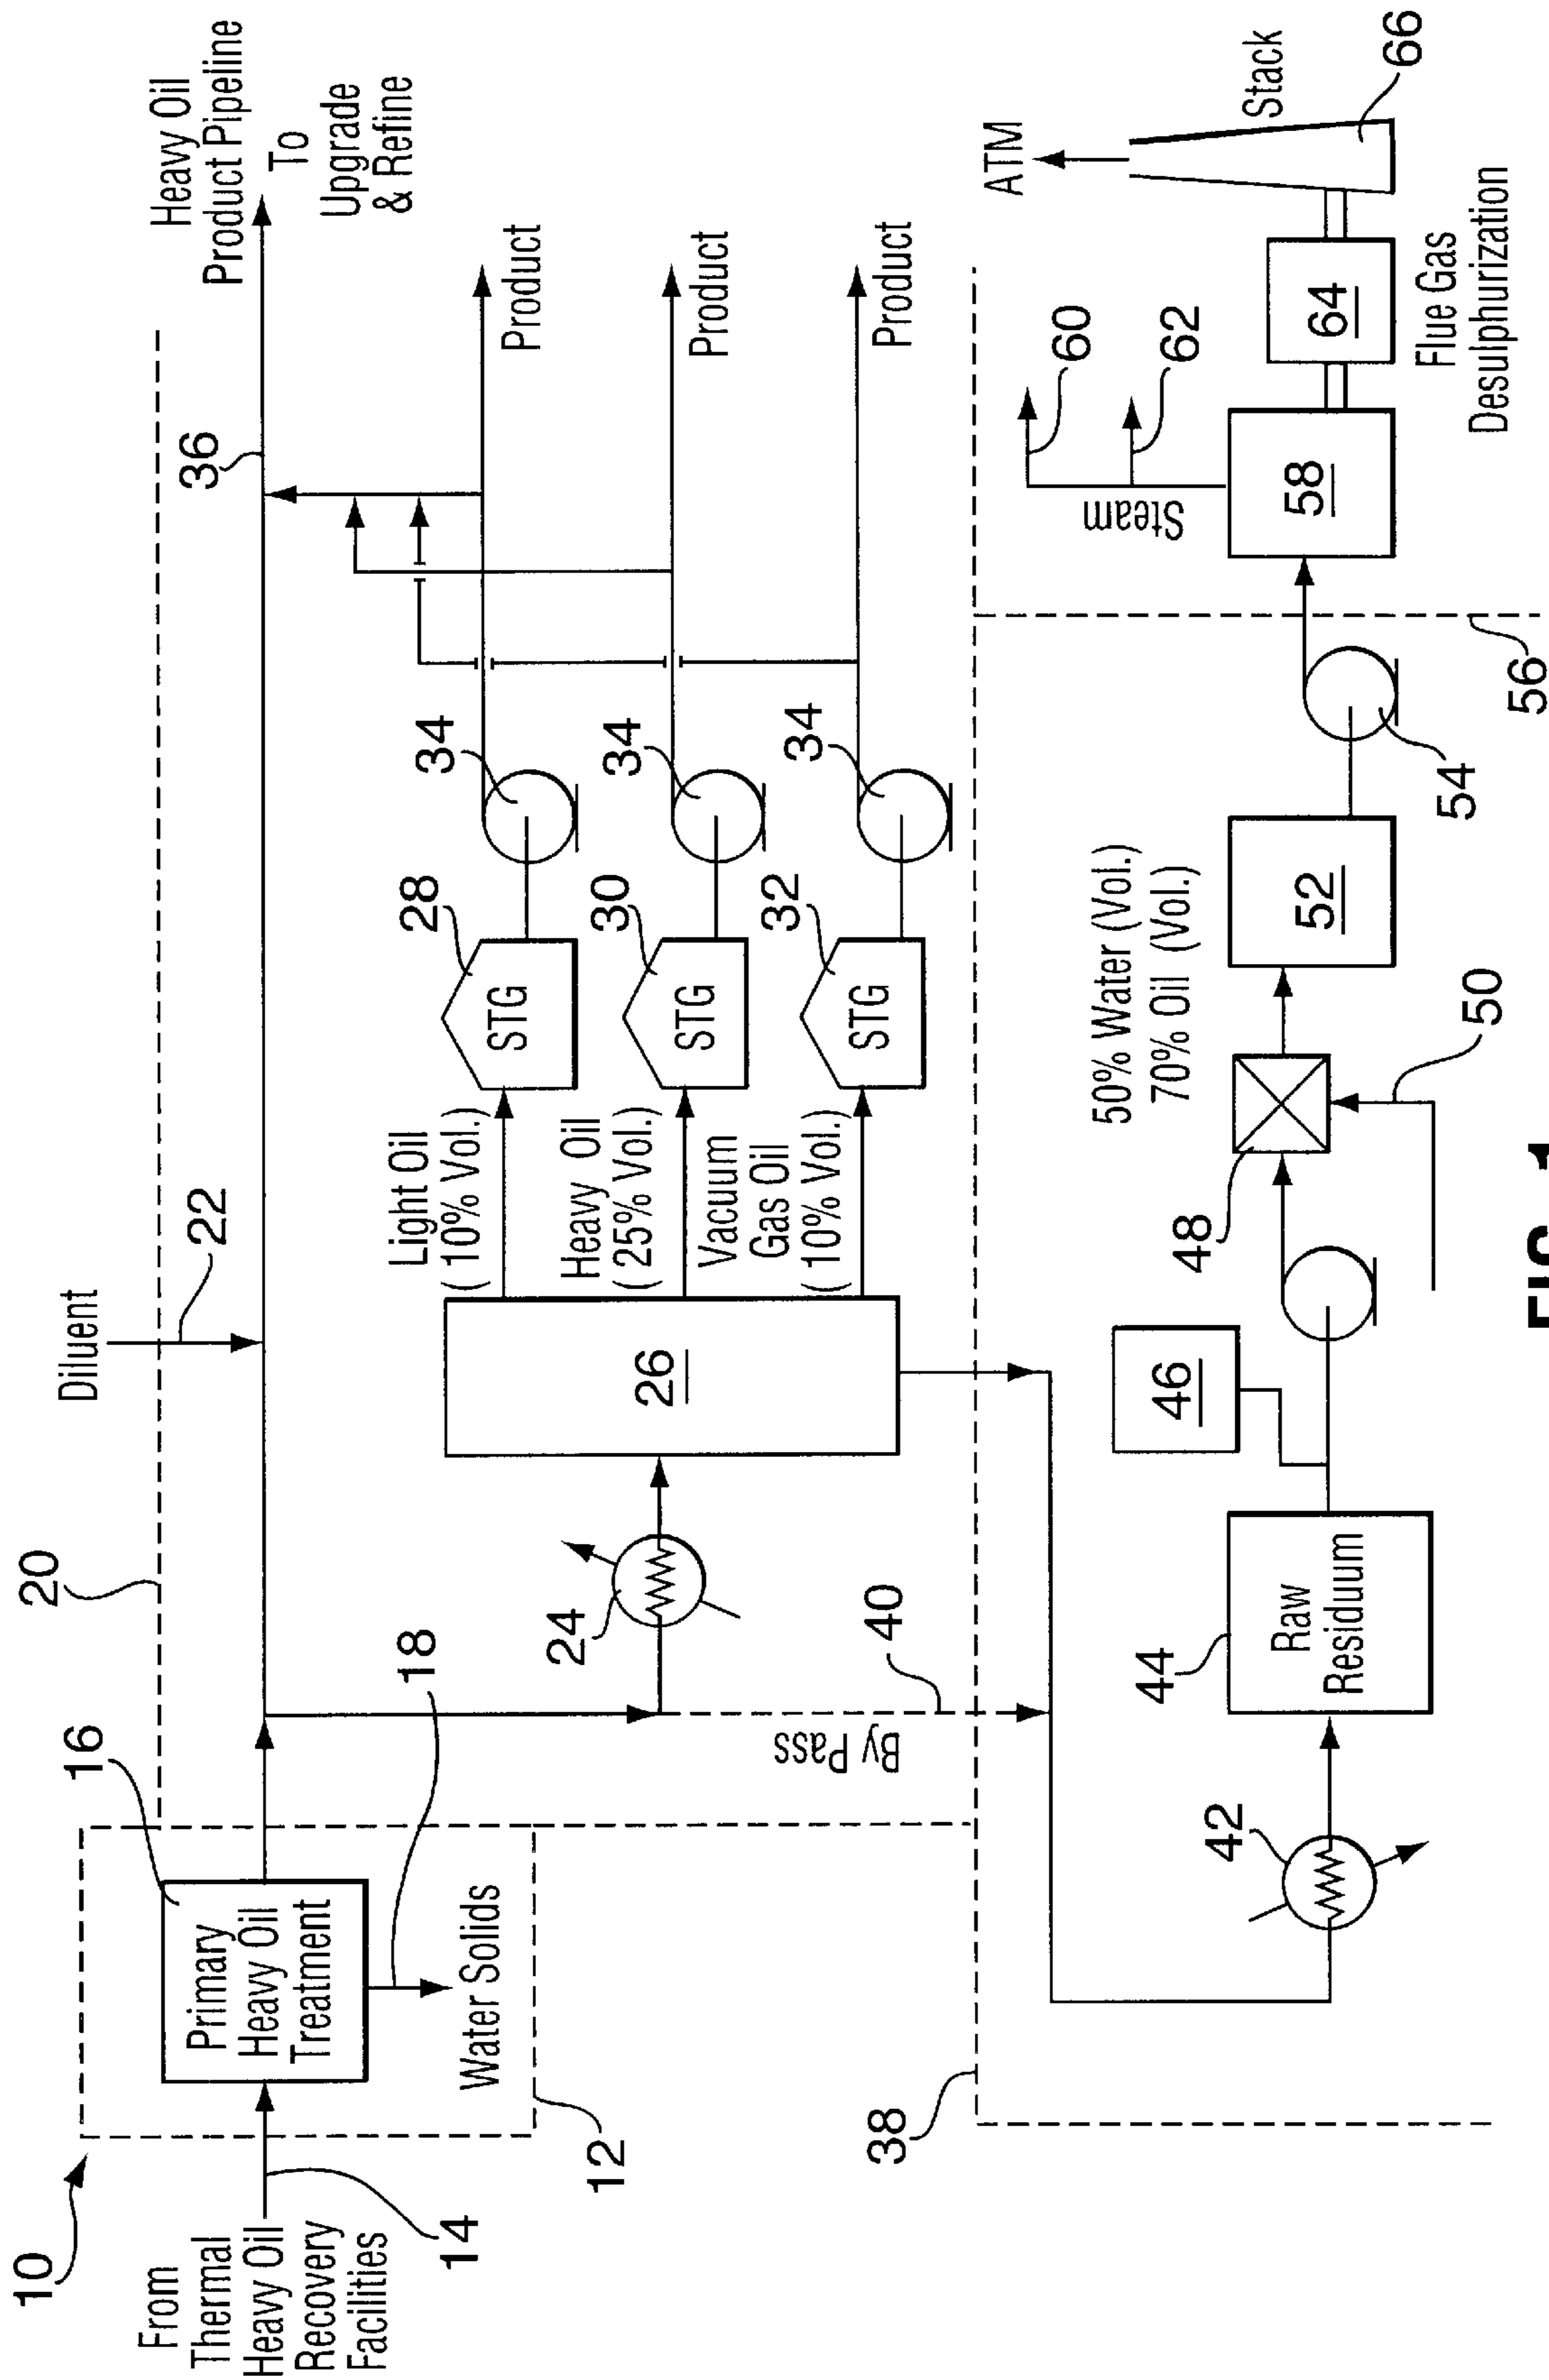 Heavy Oil
Product Pipeline
To
Upgrade
& Refine
36
Diluent
22
20
16
10
Primary
Heavy Oil
Treatment
18
Water Solids
12
14
From
Thermal
Heavy Oil
Recovery
Facilities
24
26
Light Oil
(10% Vol.)
Heavy Oil
(25% Vol.)
Vacuum
Gas Oil
(10% Vol.)
28
STG
30
STG
32
STG
34
34
34
Product
Product
Product
40
By Pass
38
42
44
Raw
Residuum
46
48
50
50% Water (Vol.)
70% Oil (Vol.)
52
54
56
58
Steam
60
62
64
Flue Gas
Desulphurization
ATM
Stack
66